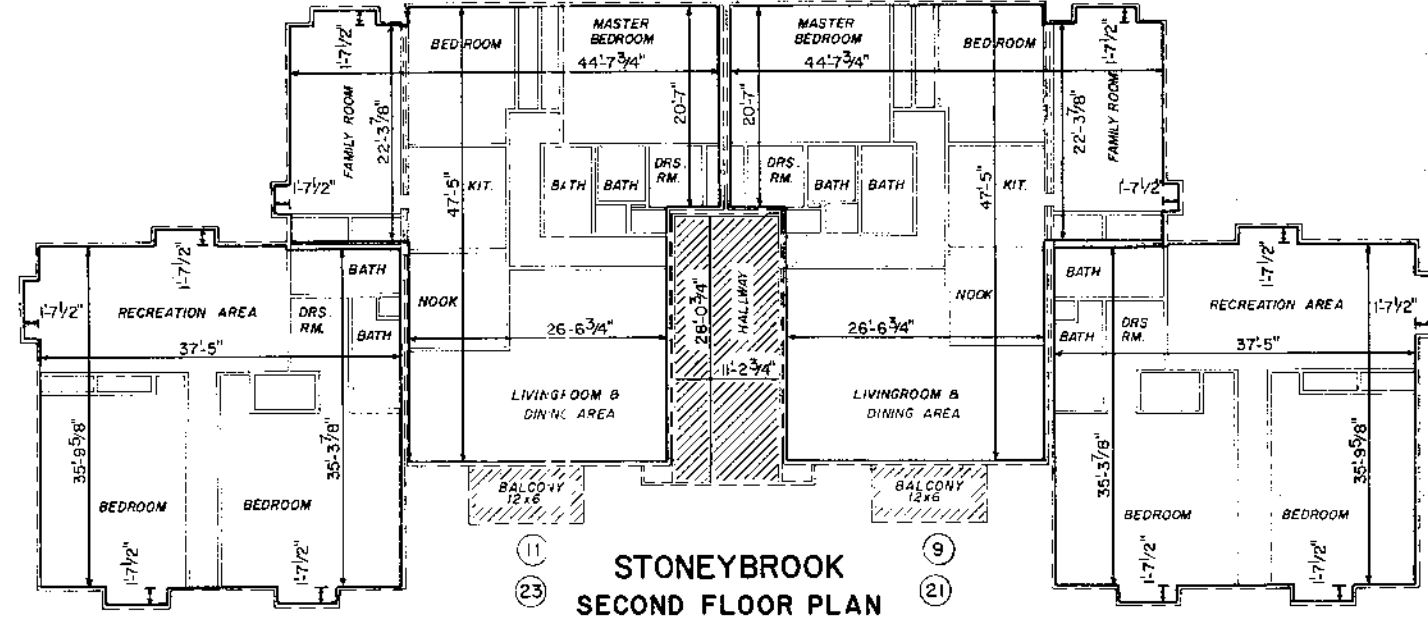 1'-7 1/2"
BEDROOM
MASTER
BEDROOM
44'-7 3/4"
FAMILY ROOM
22'-3 7/8"
20'-7"
47'-5"
1'-7 1/2"
KIT.
BATH
BATH
DRS.
RM.
NOOK
26'-6 3/4"
LIVINGROOM &
DINING AREA
BALCONY
12x6
1'-7 1/2"
1'-7 1/2"
RECREATION AREA
37'-5"
DRS.
RM.
BATH
BATH
35'-9 5/8"
35'-3 7/8"
BEDROOM
BEDROOM
1'-7 1/2"
1'-7 1/2"
28'-0 3/4"
HALLWAY
11'-2 3/4"
MASTER
BEDROOM
BEDROOM
44'-7 3/4"
1'-7 1/2"
20'-7"
47'-5"
22'-3 7/8"
FAMILY ROOM
1'-7 1/2"
DRS.
RM.
BATH
BATH
KIT.
NOOK
26'-6 3/4"
LIVINGROOM &
DINING AREA
BALCONY
12x6
BATH
BATH
DRS
RM.
1'-7 1/2"
RECREATION AREA
1'-7 1/2"
37'-5"
35'-3 7/8"
35'-9 5/8"
BEDROOM
BEDROOM
1'-7 1/2"
1'-7 1/2"
11
23
9
21
STONEYBROOK
SECOND FLOOR PLAN